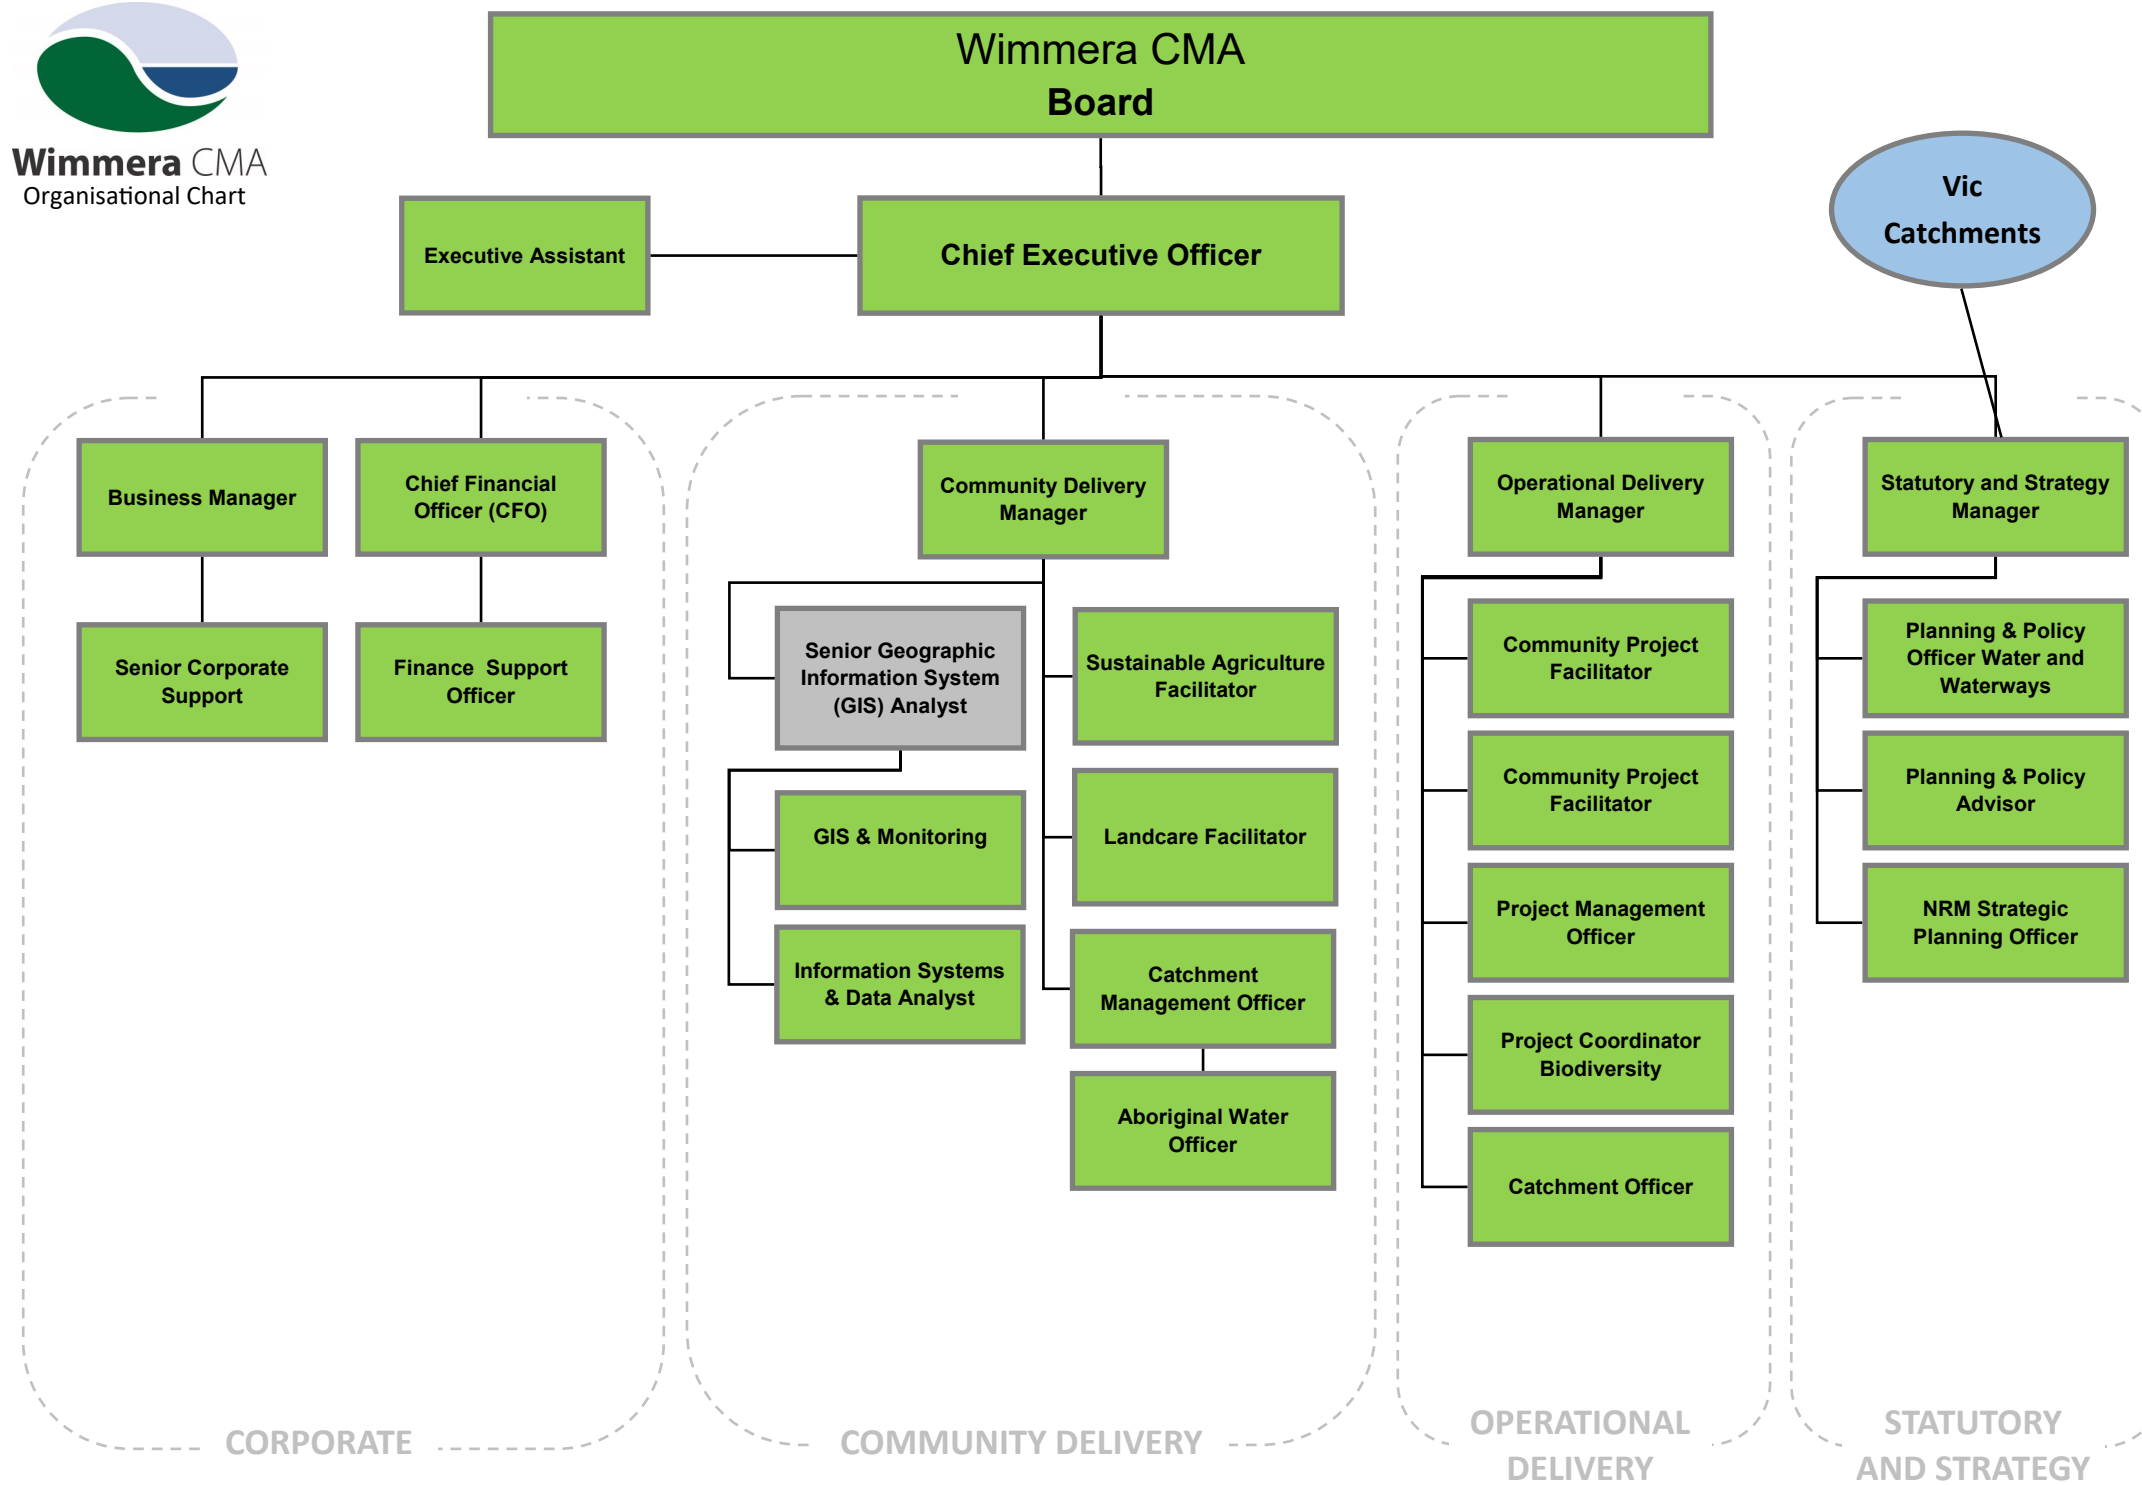 Wimmera CMA
Organisational Chart
Wimmera CMA
Board
Vic
Catchments
Executive Assistant
Chief Executive Officer
Business Manager
Chief Financial
Officer (CFO)
Senior Corporate
Support
Finance Support
Officer
CORPORATE
Community Delivery
Manager
Senior Geographic
Information System
(GIS) Analyst
GIS & Monitoring
Information Systems
& Data Analyst
Sustainable Agriculture
Facilitator
Landcare Facilitator
Catchment
Management Officer
Aboriginal Water
Officer
COMMUNITY DELIVERY
Operational Delivery
Manager
Community Project
Facilitator
Community Project
Facilitator
Project Management
Officer
Project Coordinator
Biodiversity
Catchment Officer
OPERATIONAL
DELIVERY
Statutory and Strategy
Manager
Planning & Policy
Officer Water and
Waterways
Planning & Policy
Advisor
NRM Strategic
Planning Officer
STATUTORY
AND STRATEGY